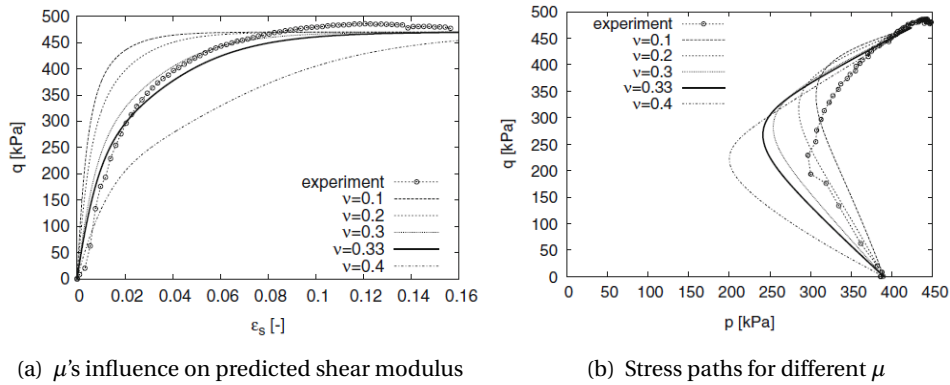 500
450
400
350
300
250
200
150
100
50
0
q [kPa]
experiment
ν=0.1
ν=0.2
ν=0.3
ν=0.33
ν=0.4
0 0.02 0.04 0.06 0.08 0.1 0.12 0.14 0.16
εs [-]
(a) μ's influence on predicted shear modulus
500
450
400
350
300
250
200
150
100
50
0
q [kPa]
experiment
ν=0.1
ν=0.2
ν=0.3
ν=0.33
ν=0.4
0 50 100 150 200 250 300 350 400 450
p [kPa]
(b) Stress paths for different μ